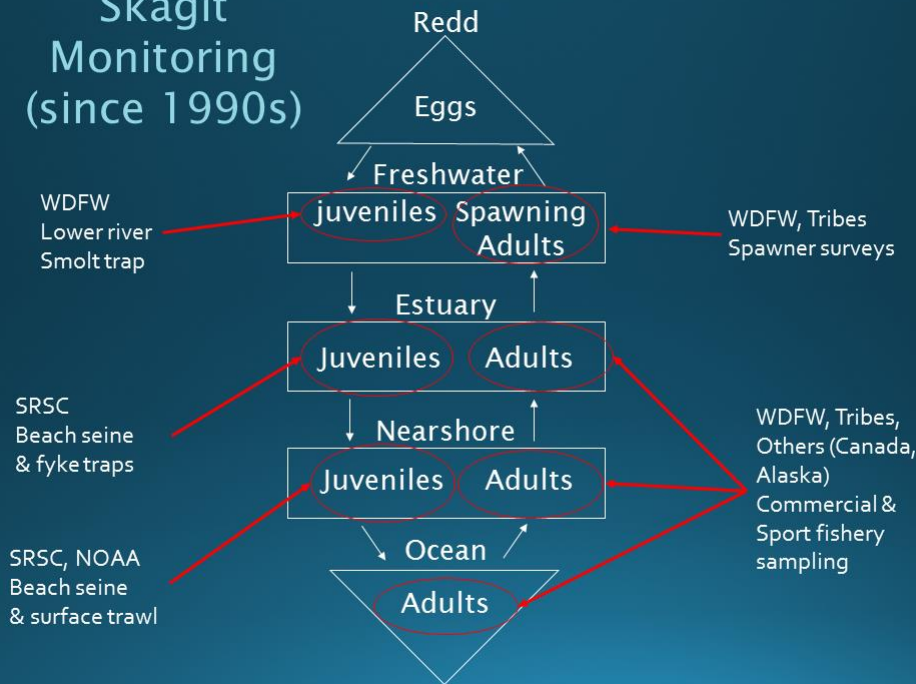 Skagit
Monitoring
(since 1990s)
Redd
Eggs
Freshwater
juveniles Spawning
Adults
WDFW
Lower river
Smolt trap
WDFW, Tribes
Spawner surveys
Estuary
Juveniles Adults
SRSC
Beach seine
& fyke traps
Nearshore
Juveniles Adults
WDFW, Tribes,
Others (Canada,
Alaska)
Commercial &
Sport fishery
sampling
SRSC, NOAA
Beach seine
& surface trawl
Ocean
Adults